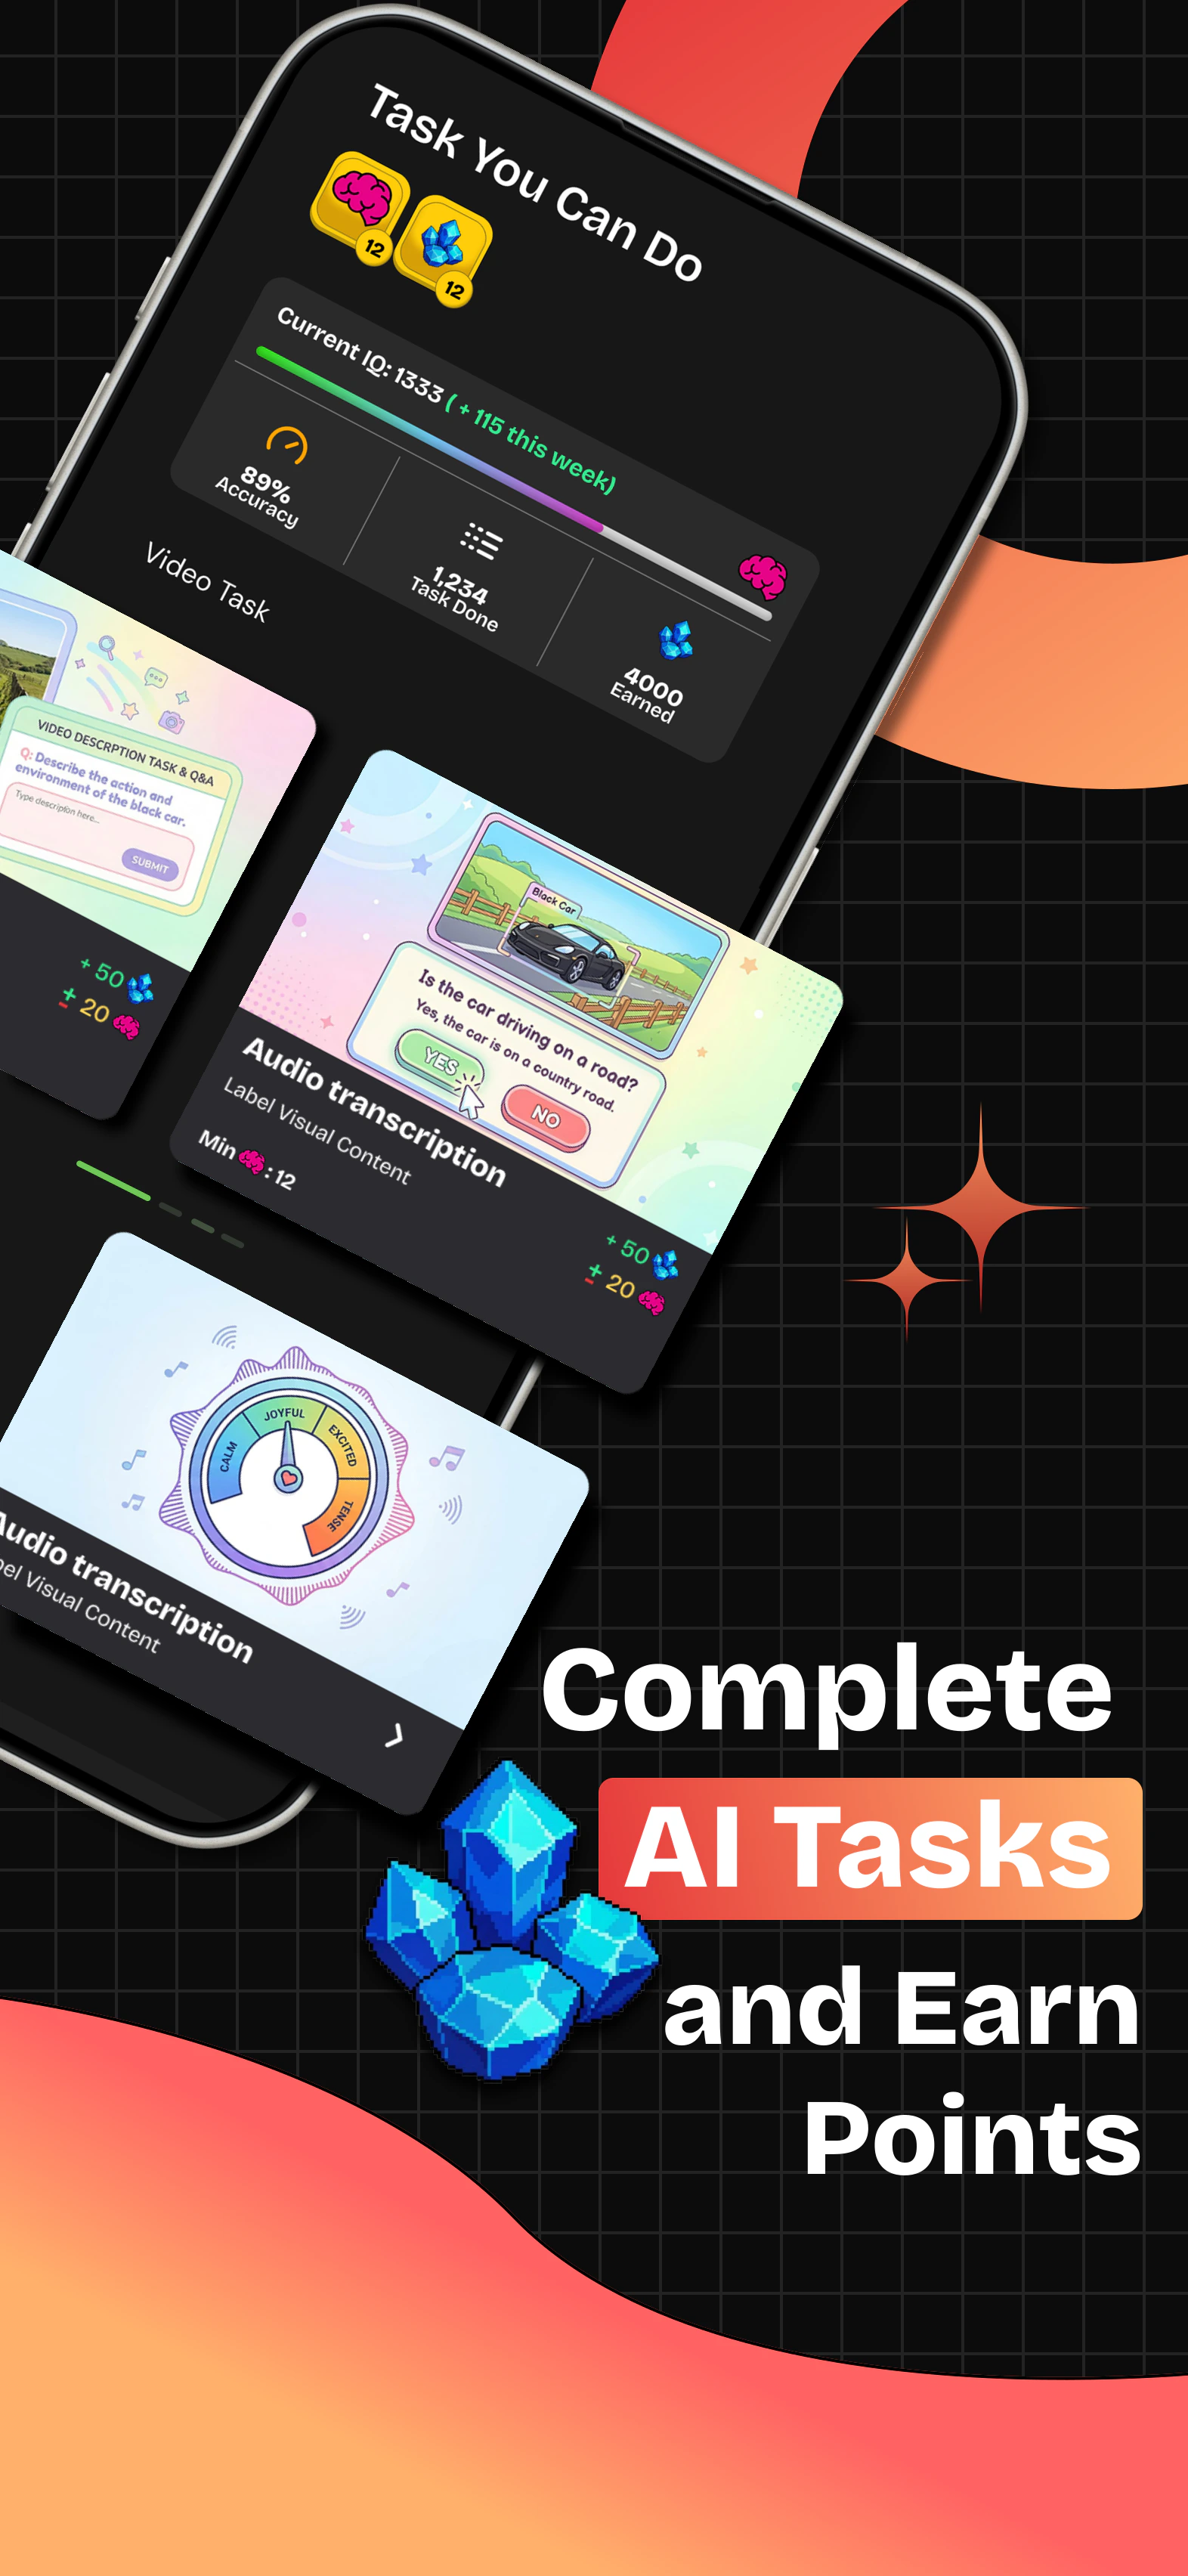 Task You Can Do
12
12
Current IQ: 1333 ( + 115 this week)
89%
Accuracy
1,234
Task Done
4000
Earned
Video Task
VIDEO DESCRPTION TASK & Q&A
Q: Describe the action and
environment of the black car.
Type description here...
SUBMIT
+ 50
± 20
Black Car
Is the car driving on a road?
Yes, the car is on a country road.
YES
NO
Audio transcription
Label Visual Content
Min : 12
+ 50
± 20
CALM
JOYFUL
EXCITED
TENSE
Audio transcription
bel Visual Content
Complete
AI Tasks
and Earn
Points